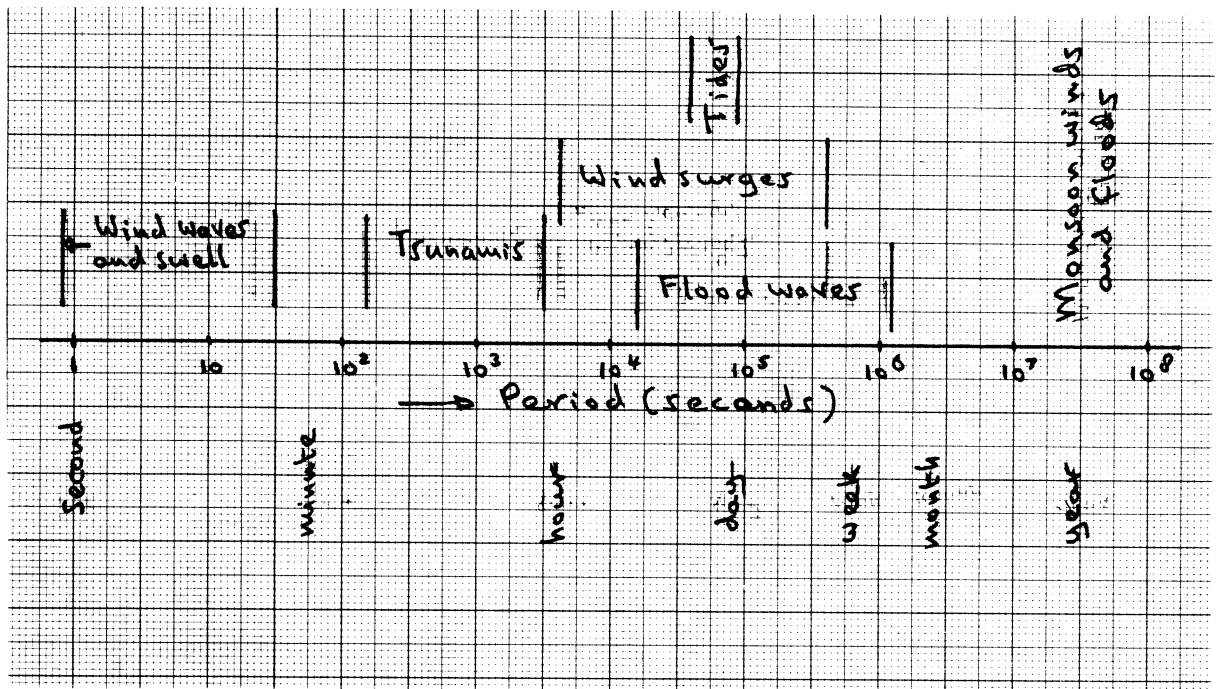 Tides
Monsoon winds
and floods
Wind surges
Wind waves
and swell
Tsunamis
Flood waves
1 10 10² 10³ 10⁴ 10⁵ 10⁶ 10⁷ 10⁸
→ Period (seconds)
second
minute
hour
day
week
month
year